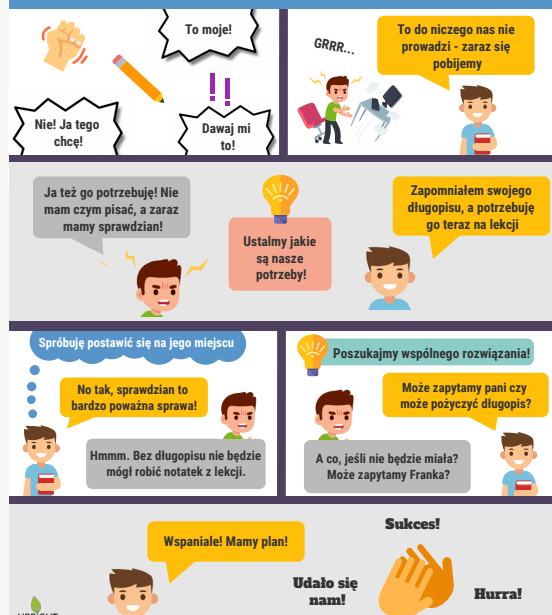 To moje!
Nie! Ja tego
chcę!
Dawaj mi
to!
GRRR...
To do niczego nas nie
prowadzi - zaraz się
pobijemy
Ja też go potrzebuję! Nie
mam czym pisać, a zaraz
mamy sprawdzian!
Ustalmy jakie
są nasze
potrzeby!
Zapomniałem swojego
długopisu, a potrzebuję
go teraz na lekcji
Spróbuję postawić się na jego miejscu
No tak, sprawdzian to
bardzo poważna sprawa!
Hmmm. Bez długopisu nie będzie
mógł robić notatek z lekcji.
Poszukajmy wspólnego rozwiązania!
Może zapytamy pani czy
może pożyczyć długopis?
A co, jeśli nie będzie miała?
Może zapytamy Franka?
Wspaniale! Mamy plan!
Sukces!
Udało się
nam!
Hurra!